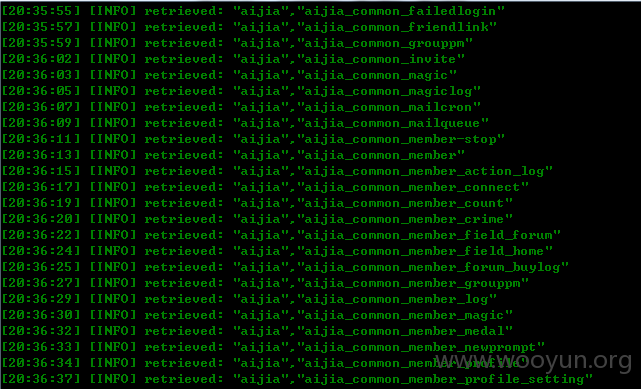 [20:35:55] [INFO] retrieved: "aijia","aijia_common_failedlogin"
[20:35:57] [INFO] retrieved: "aijia","aijia_common_friendlink"
[20:35:59] [INFO] retrieved: "aijia","aijia_common_grouppm"
[20:36:02] [INFO] retrieved: "aijia","aijia_common_invite"
[20:36:03] [INFO] retrieved: "aijia","aijia_common_magic"
[20:36:05] [INFO] retrieved: "aijia","aijia_common_magiclog"
[20:36:07] [INFO] retrieved: "aijia","aijia_common_mailcron"
[20:36:09] [INFO] retrieved: "aijia","aijia_common_mailqueue"
[20:36:11] [INFO] retrieved: "aijia","aijia_common_member-stop"
[20:36:13] [INFO] retrieved: "aijia","aijia_common_member"
[20:36:15] [INFO] retrieved: "aijia","aijia_common_member_action_log"
[20:36:17] [INFO] retrieved: "aijia","aijia_common_member_connect"
[20:36:19] [INFO] retrieved: "aijia","aijia_common_member_count"
[20:36:20] [INFO] retrieved: "aijia","aijia_common_member_crime"
[20:36:22] [INFO] retrieved: "aijia","aijia_common_member_field_forum"
[20:36:24] [INFO] retrieved: "aijia","aijia_common_member_field_home"
[20:36:25] [INFO] retrieved: "aijia","aijia_common_member_forum_buylog"
[20:36:27] [INFO] retrieved: "aijia","aijia_common_member_grouppm"
[20:36:29] [INFO] retrieved: "aijia","aijia_common_member_log"
[20:36:30] [INFO] retrieved: "aijia","aijia_common_member_magic"
[20:36:32] [INFO] retrieved: "aijia","aijia_common_member_medal"
[20:36:33] [INFO] retrieved: "aijia","aijia_common_member_newprompt"
[20:36:34] [INFO] retrieved: "aijia","aijia_common_member_profile"
[20:36:37] [INFO] retrieved: "aijia","aijia_common_member_profile_setting"
www.wooyun.org